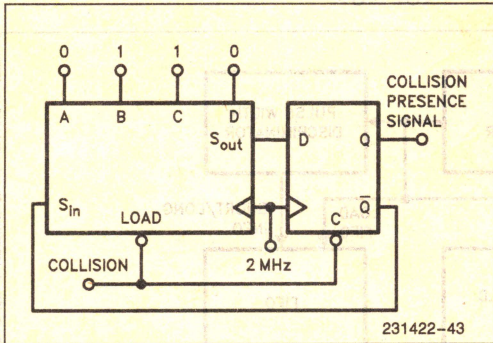 0 1 1 0
A B C D
COLLISION
PRESENCE
SIGNAL
Sout D Q
Sin LOAD C Q̅
COLLISION 2 MHz
231422-43